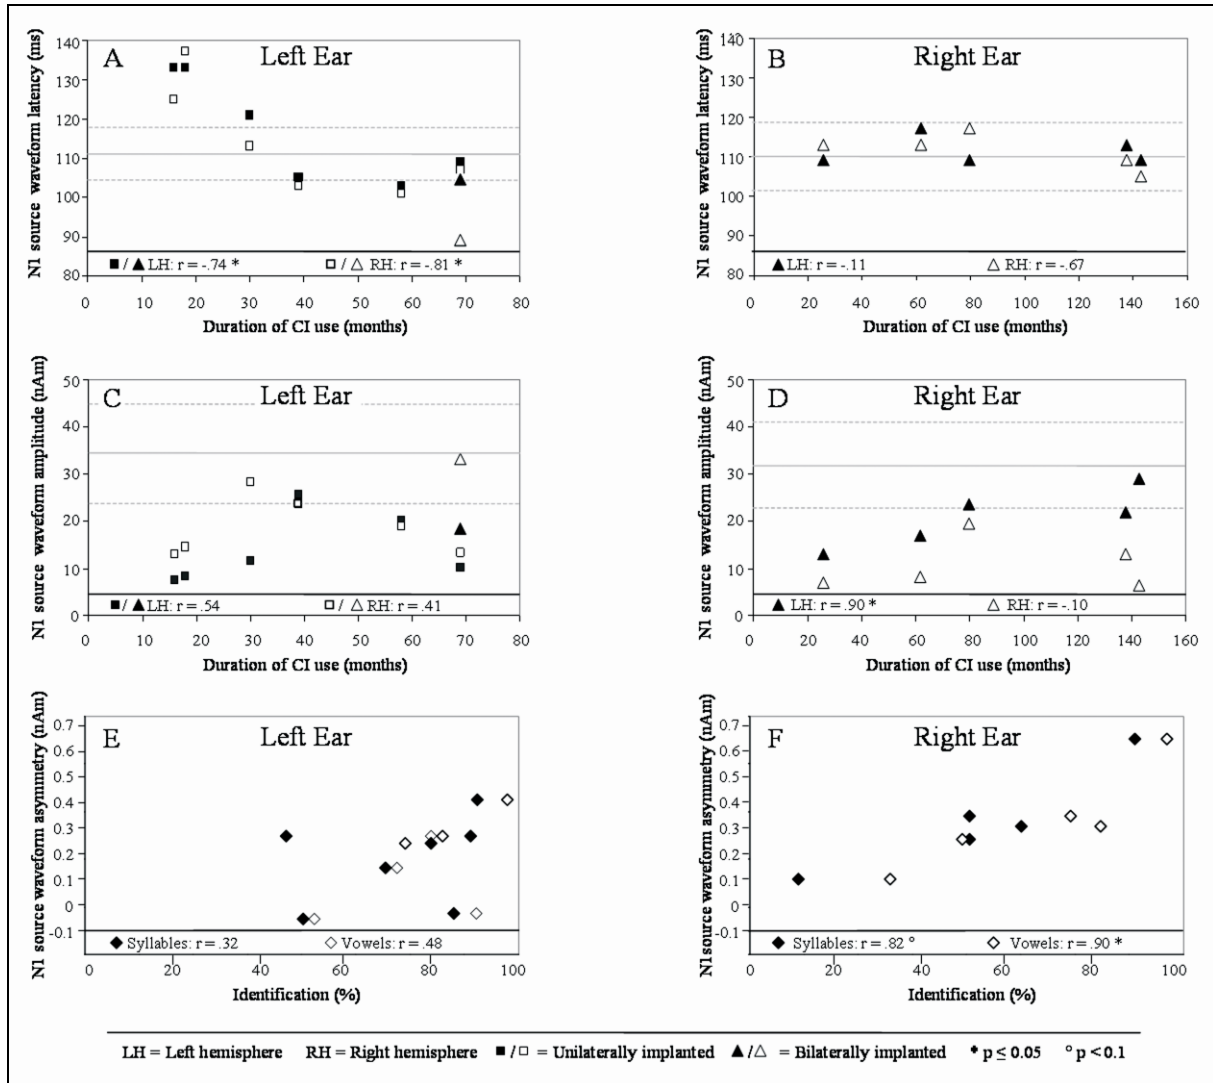 A Left Ear
N1 source waveform latency (ms)
140
130
120
110
100
90
80
■ / ▲ LH: r = -.74 * □ / △ RH: r = -.81 *
0 10 20 30 40 50 60 70 80
Duration of CI use (months)
B Right Ear
N1 source waveform latency (ms)
140
130
120
110
100
90
80
▲ LH: r = -.11 △ RH: r = -.67
0 20 40 60 80 100 120 140 160
Duration of CI use (months)
C Left Ear
N1 source waveform amplitude (nAm)
50
40
30
20
10
0
■ / ▲ LH: r = .54 □ / △ RH: r = .41
0 10 20 30 40 50 60 70 80
Duration of CI use (months)
D Right Ear
N1 source waveform amplitude (nAm)
50
40
30
20
10
0
▲ LH: r = .90 * △ RH: r = -.10
0 20 40 60 80 100 120 140 160
Duration of CI use (months)
E Left Ear
N1 source waveform asymmetry (nAm)
0.7
0.6
0.5
0.4
0.3
0.2
0.1
0
-0.1
◆ Syllables: r = .32 ◇ Vowels: r = .48
0 20 40 60 80 100
Identification (%)
F Right Ear
N1 source waveform asymmetry (nAm)
0.7
0.6
0.5
0.4
0.3
0.2
0.1
0
-0.1
◆ Syllables: r = .82 ° ◇ Vowels: r = .90 *
0 20 40 60 80 100
Identification (%)
LH = Left hemisphere RH = Right hemisphere ■ / □ = Unilaterally implanted ▲ / △ = Bilaterally implanted * p ≤ 0.05 ° p < 0.1